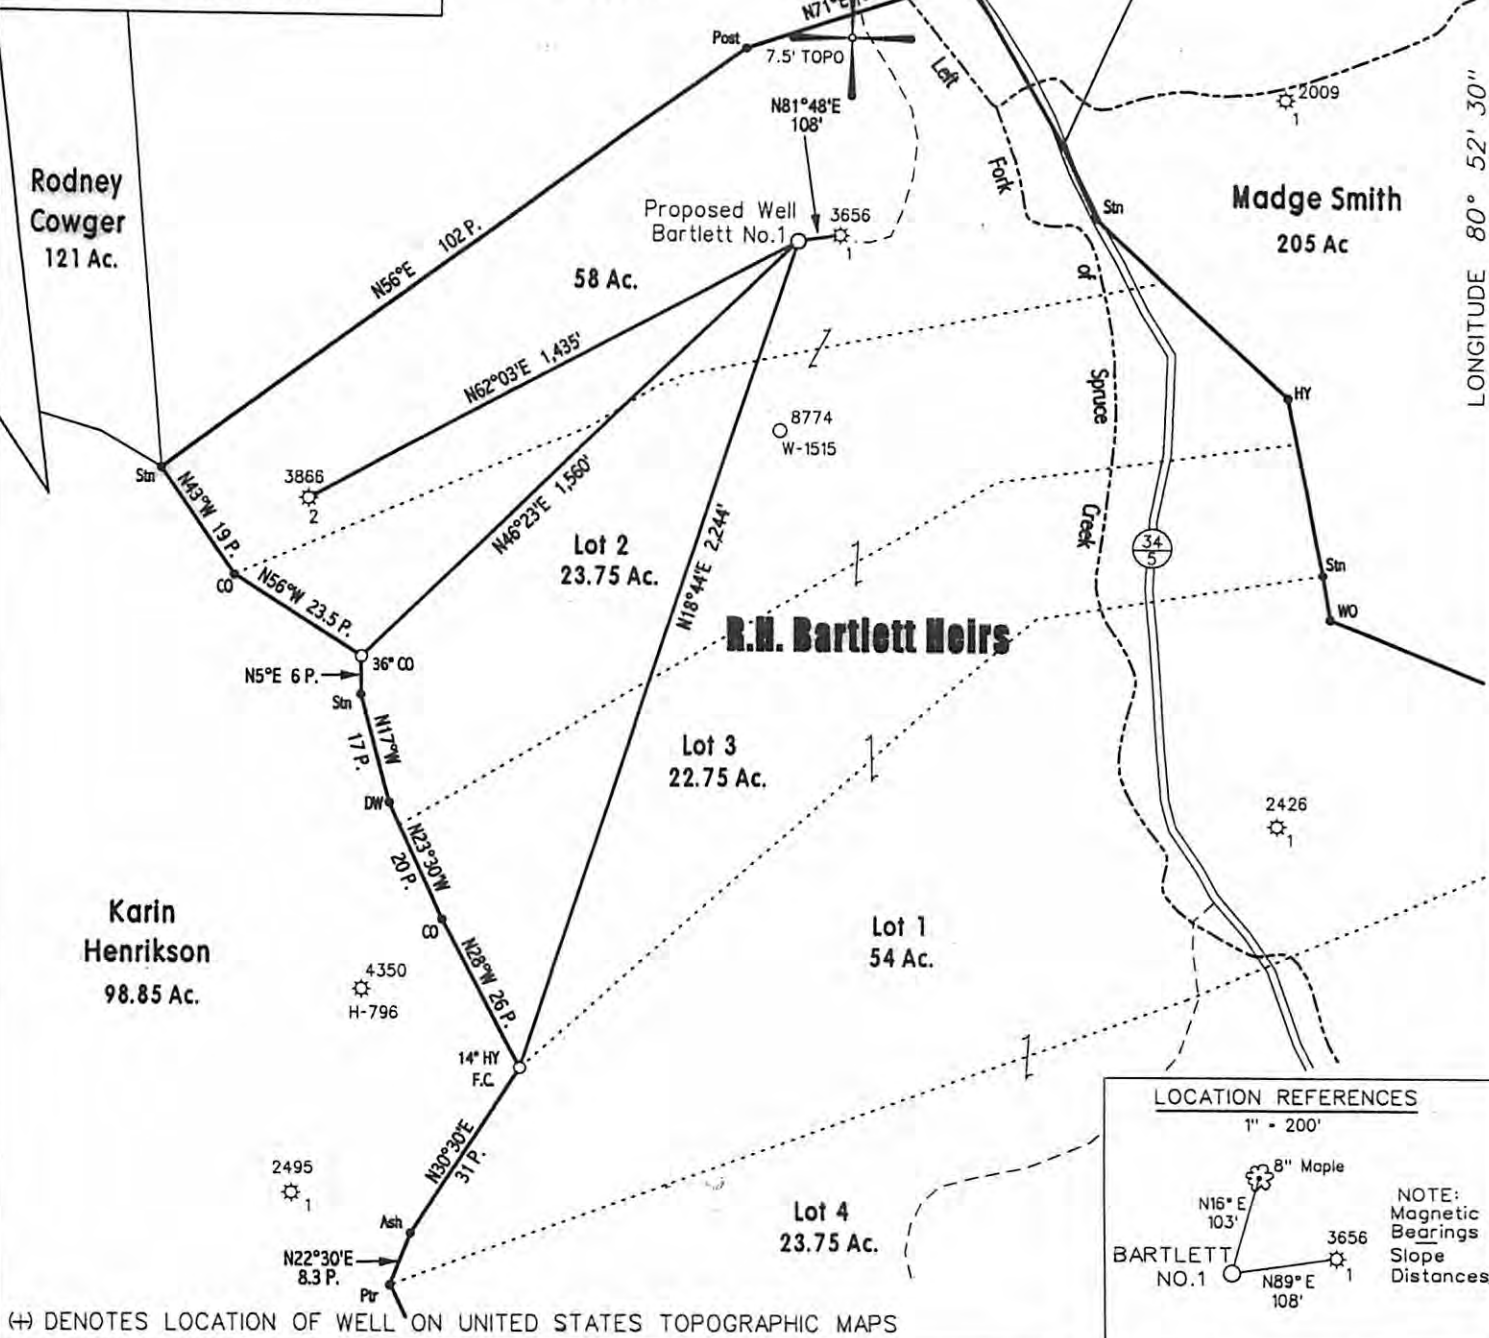 N71°E
Post
7.5' TOPO
Left
N81°48'E
108'
2009
1
LONGITUDE 80° 52' 30"
Rodney
Cowger
121 Ac.
Fork
Madge Smith
205 Ac
Stn
Proposed Well
Bartlett No.1
3656
1
N56°E 102 P.
58 Ac.
of
N62°03'E 1,435'
Spruce
HY
8774
W-1515
Stn
3866
2
N43°W 19 P.
N46°23'E 1,560'
N18°44'E 2,244'
Creek
34
5
Lot 2
23.75 Ac.
CO
N56°W 23.5 P.
Stn
WO
R.H. Bartlett Heirs
36" CO
N5°E 6 P.
Stn
N17°W
17 P.
Lot 3
22.75 Ac.
DW
2426
1
N23°30'W
20 P.
Karin
Henrikson
98.85 Ac.
CO
Lot 1
54 Ac.
N28°W 26 P.
4350
H-796
14" HY
F.C.
LOCATION REFERENCES
1" - 200'
N30°30'E
31 P.
2495
1
8" Maple
N16°E
103'
NOTE:
Magnetic
Bearings
Slope
Distances
Ash
Lot 4
23.75 Ac.
3656
1
BARTLETT
NO.1
N89°E
108'
N22°30'E
8.3 P.
Ptr
(+) DENOTES LOCATION OF WELL ON UNITED STATES TOPOGRAPHIC MAPS